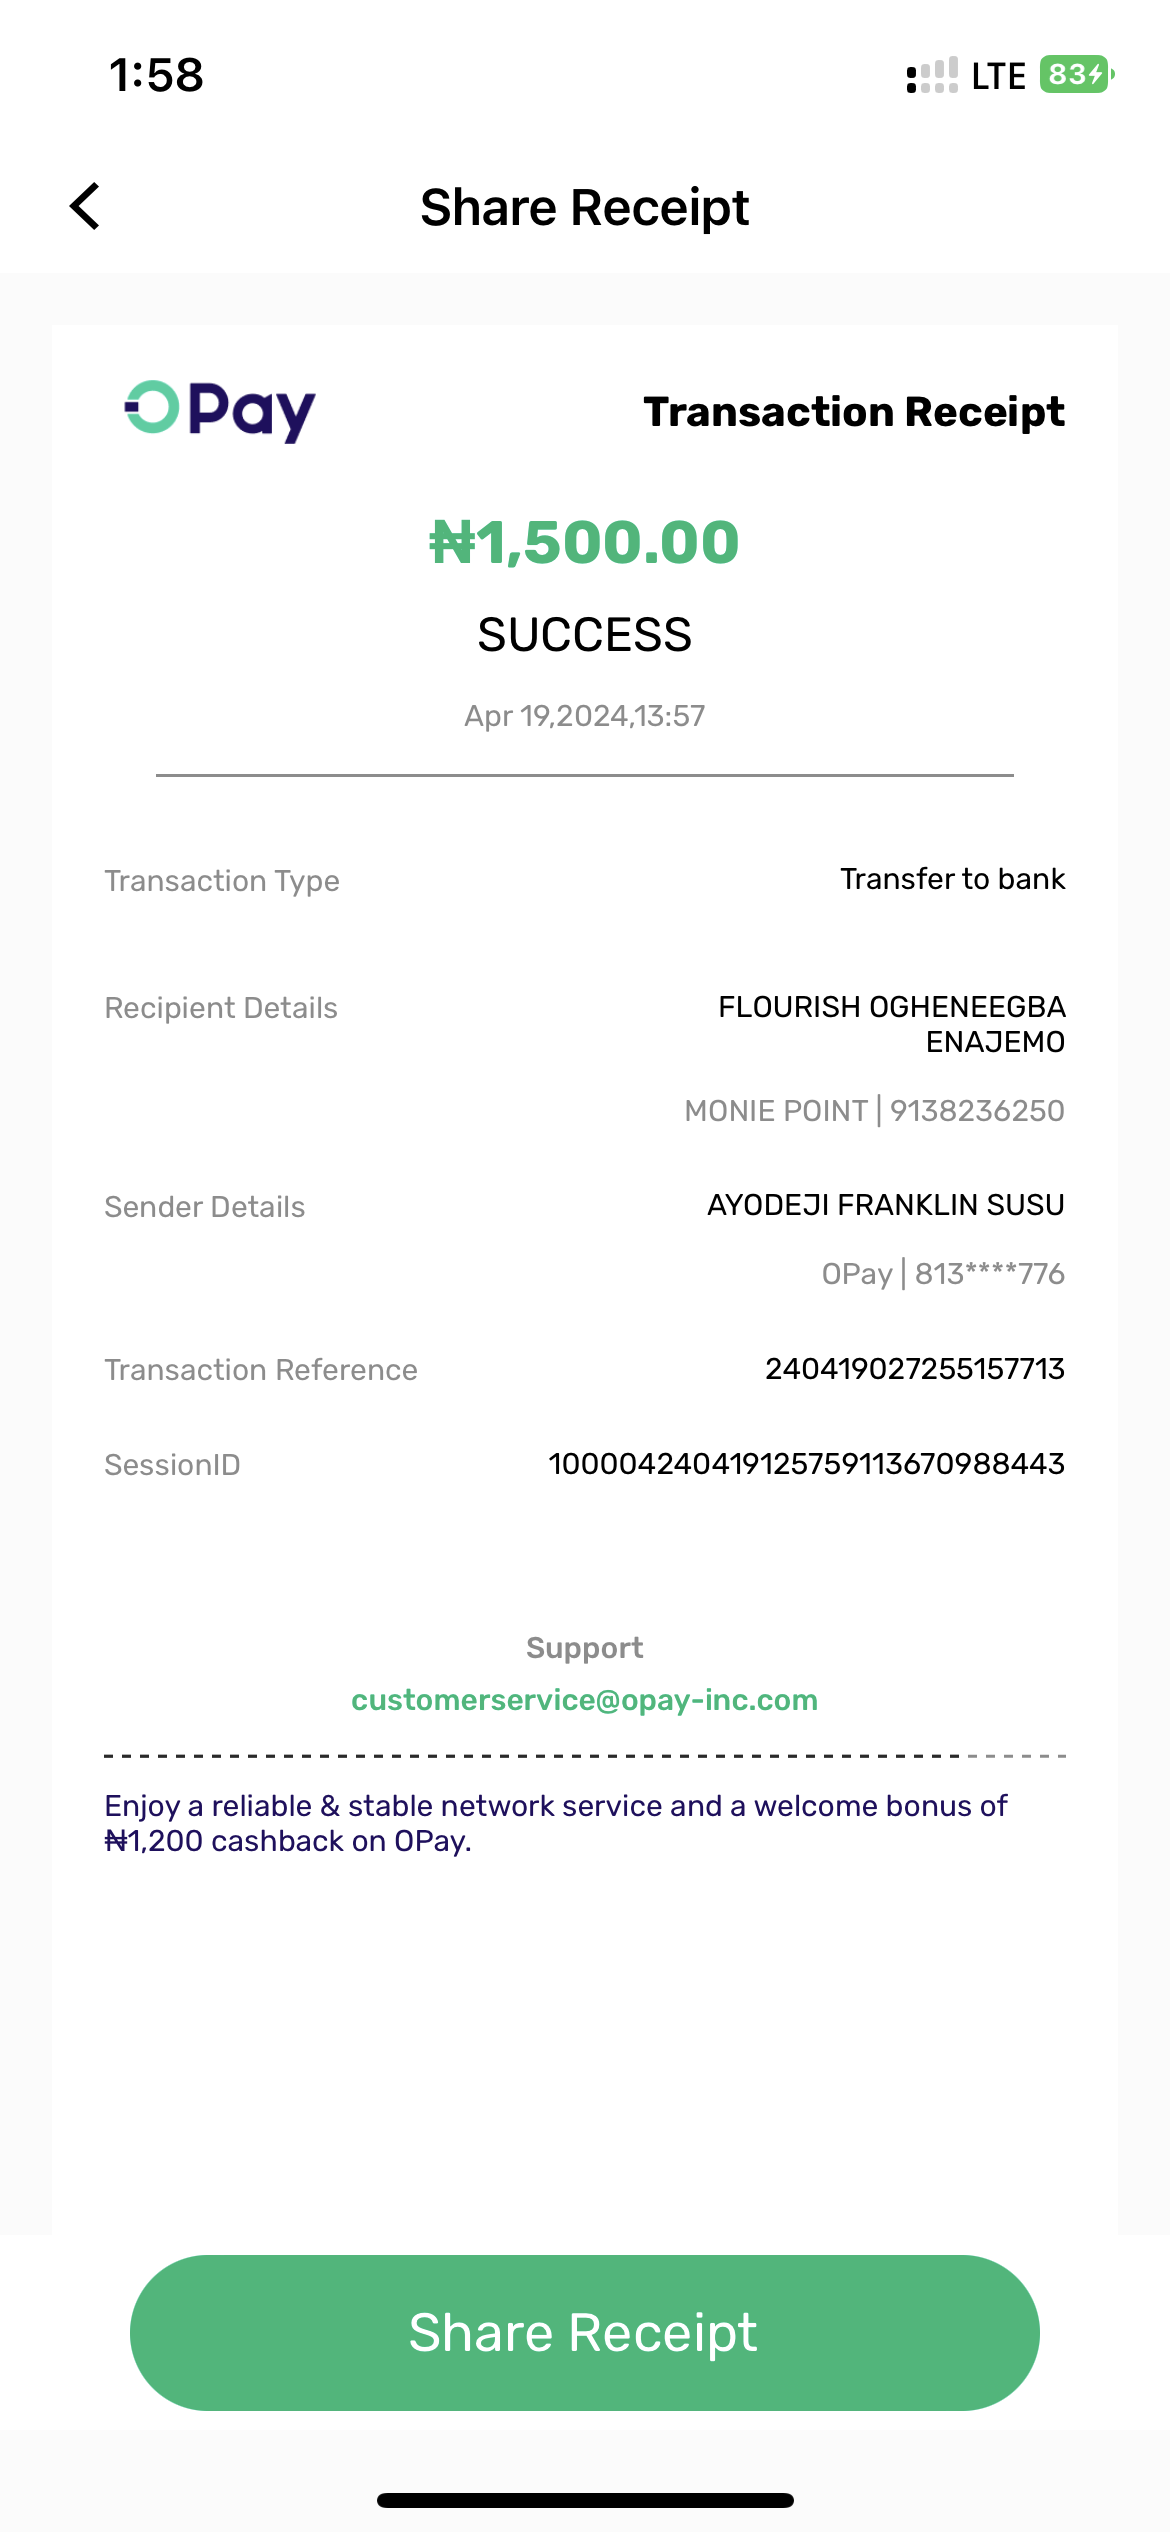 1:58 LTE 83
Share Receipt
OPay Transaction Receipt
₦1,500.00
SUCCESS
Apr 19,2024,13:57
Transaction Type Transfer to bank
Recipient Details FLOURISH OGHENEEGBA
ENAJEMO
MONIE POINT | 9138236250
Sender Details AYODEJI FRANKLIN SUSU
OPay | 813****776
Transaction Reference 240419027255157713
SessionID 100004240419125759113670988443
Support
customerservice@opay-inc.com
Enjoy a reliable & stable network service and a welcome bonus of
₦1,200 cashback on OPay.
Share Receipt